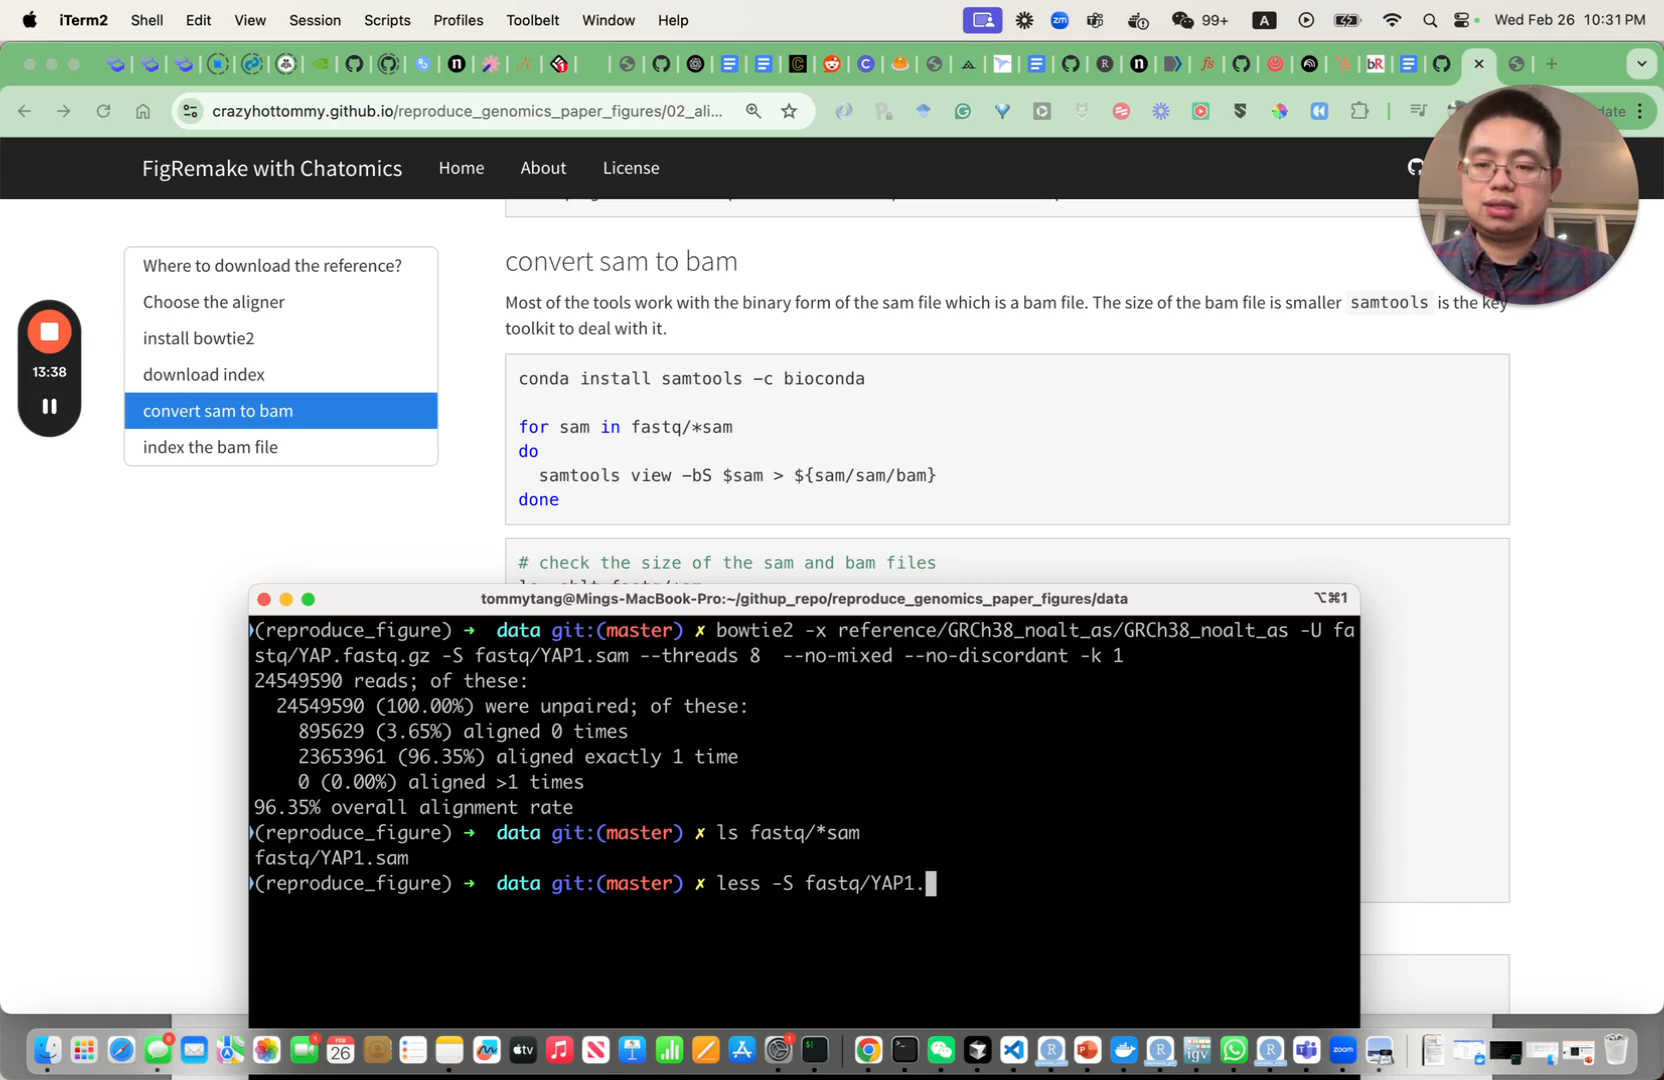 iTerm2 Shell Edit View Session Scripts Profiles Toolbelt Window Help 99+ A Wed Feb 26 10:31 PM
crazyhottommy.github.io/reproduce_genomics_paper_figures/02_ali...
FigRemake with Chatomics Home About License
Where to download the reference?
Choose the aligner
install bowtie2
download index
convert sam to bam
index the bam file
13:38
convert sam to bam
Most of the tools work with the binary form of the sam file which is a bam file. The size of the bam file is smaller samtools is the key
toolkit to deal with it.
conda install samtools -c bioconda
for sam in fastq/*sam
do
samtools view -bS $sam > ${sam/sam/bam}
done
# check the size of the sam and bam files
tommytang@Mings-MacBook-Pro:~/githup_repo/reproduce_genomics_paper_figures/data ⌥⌘1
(reproduce_figure) ➜ data git:(master) ✗ bowtie2 -x reference/GRCh38_noalt_as/GRCh38_noalt_as -U fa
stq/YAP.fastq.gz -S fastq/YAP1.sam --threads 8 --no-mixed --no-discordant -k 1
24549590 reads; of these:
24549590 (100.00%) were unpaired; of these:
895629 (3.65%) aligned 0 times
23653961 (96.35%) aligned exactly 1 time
0 (0.00%) aligned >1 times
96.35% overall alignment rate
(reproduce_figure) ➜ data git:(master) ✗ ls fastq/*sam
fastq/YAP1.sam
(reproduce_figure) ➜ data git:(master) ✗ less -S fastq/YAP1.